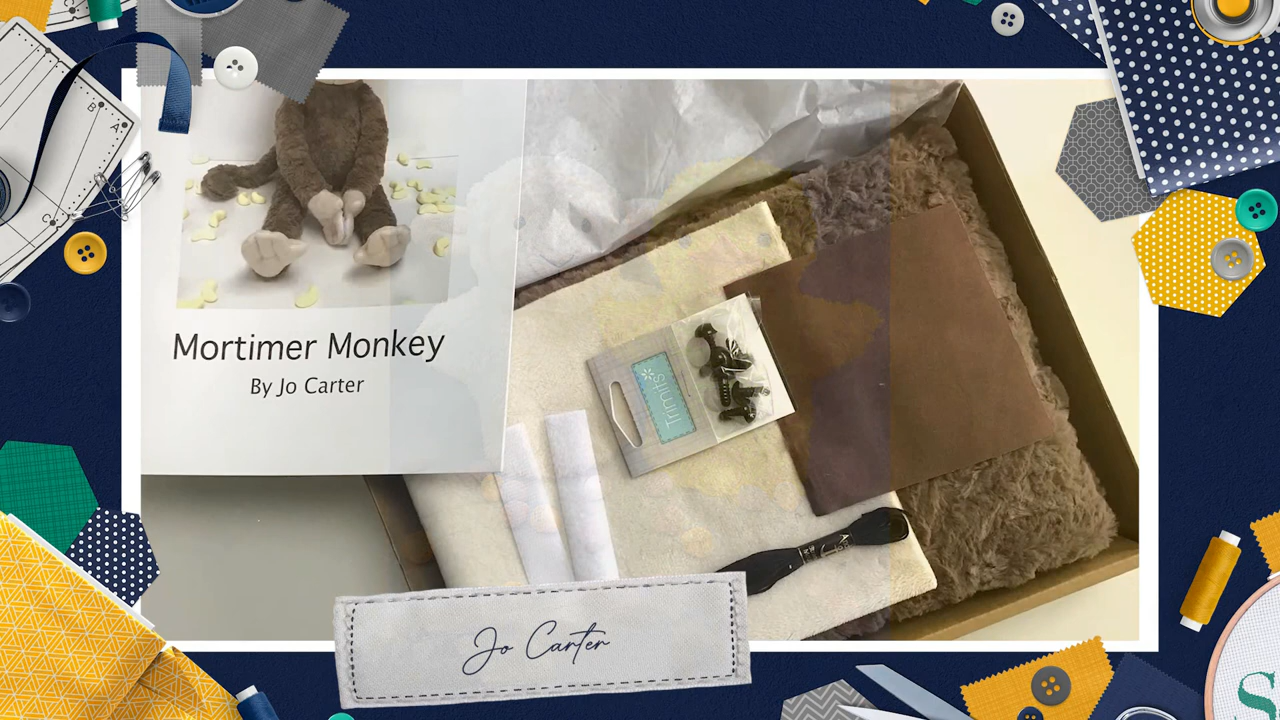 B
A
C
Mortimer Monkey
By Jo Carter
Trimits
Jo Carter
S